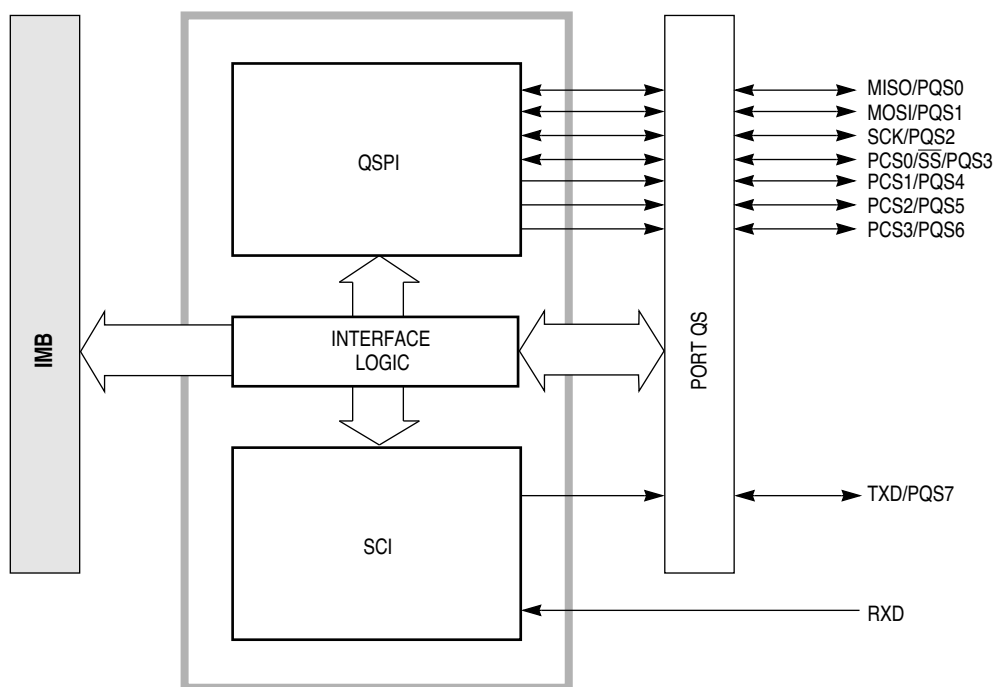 IMB
QSPI
INTERFACE
LOGIC
SCI
PORT QS
MISO/PQS0
MOSI/PQS1
SCK/PQS2
PCS0/S̅S̅/PQS3
PCS1/PQS4
PCS2/PQS5
PCS3/PQS6
TXD/PQS7
RXD